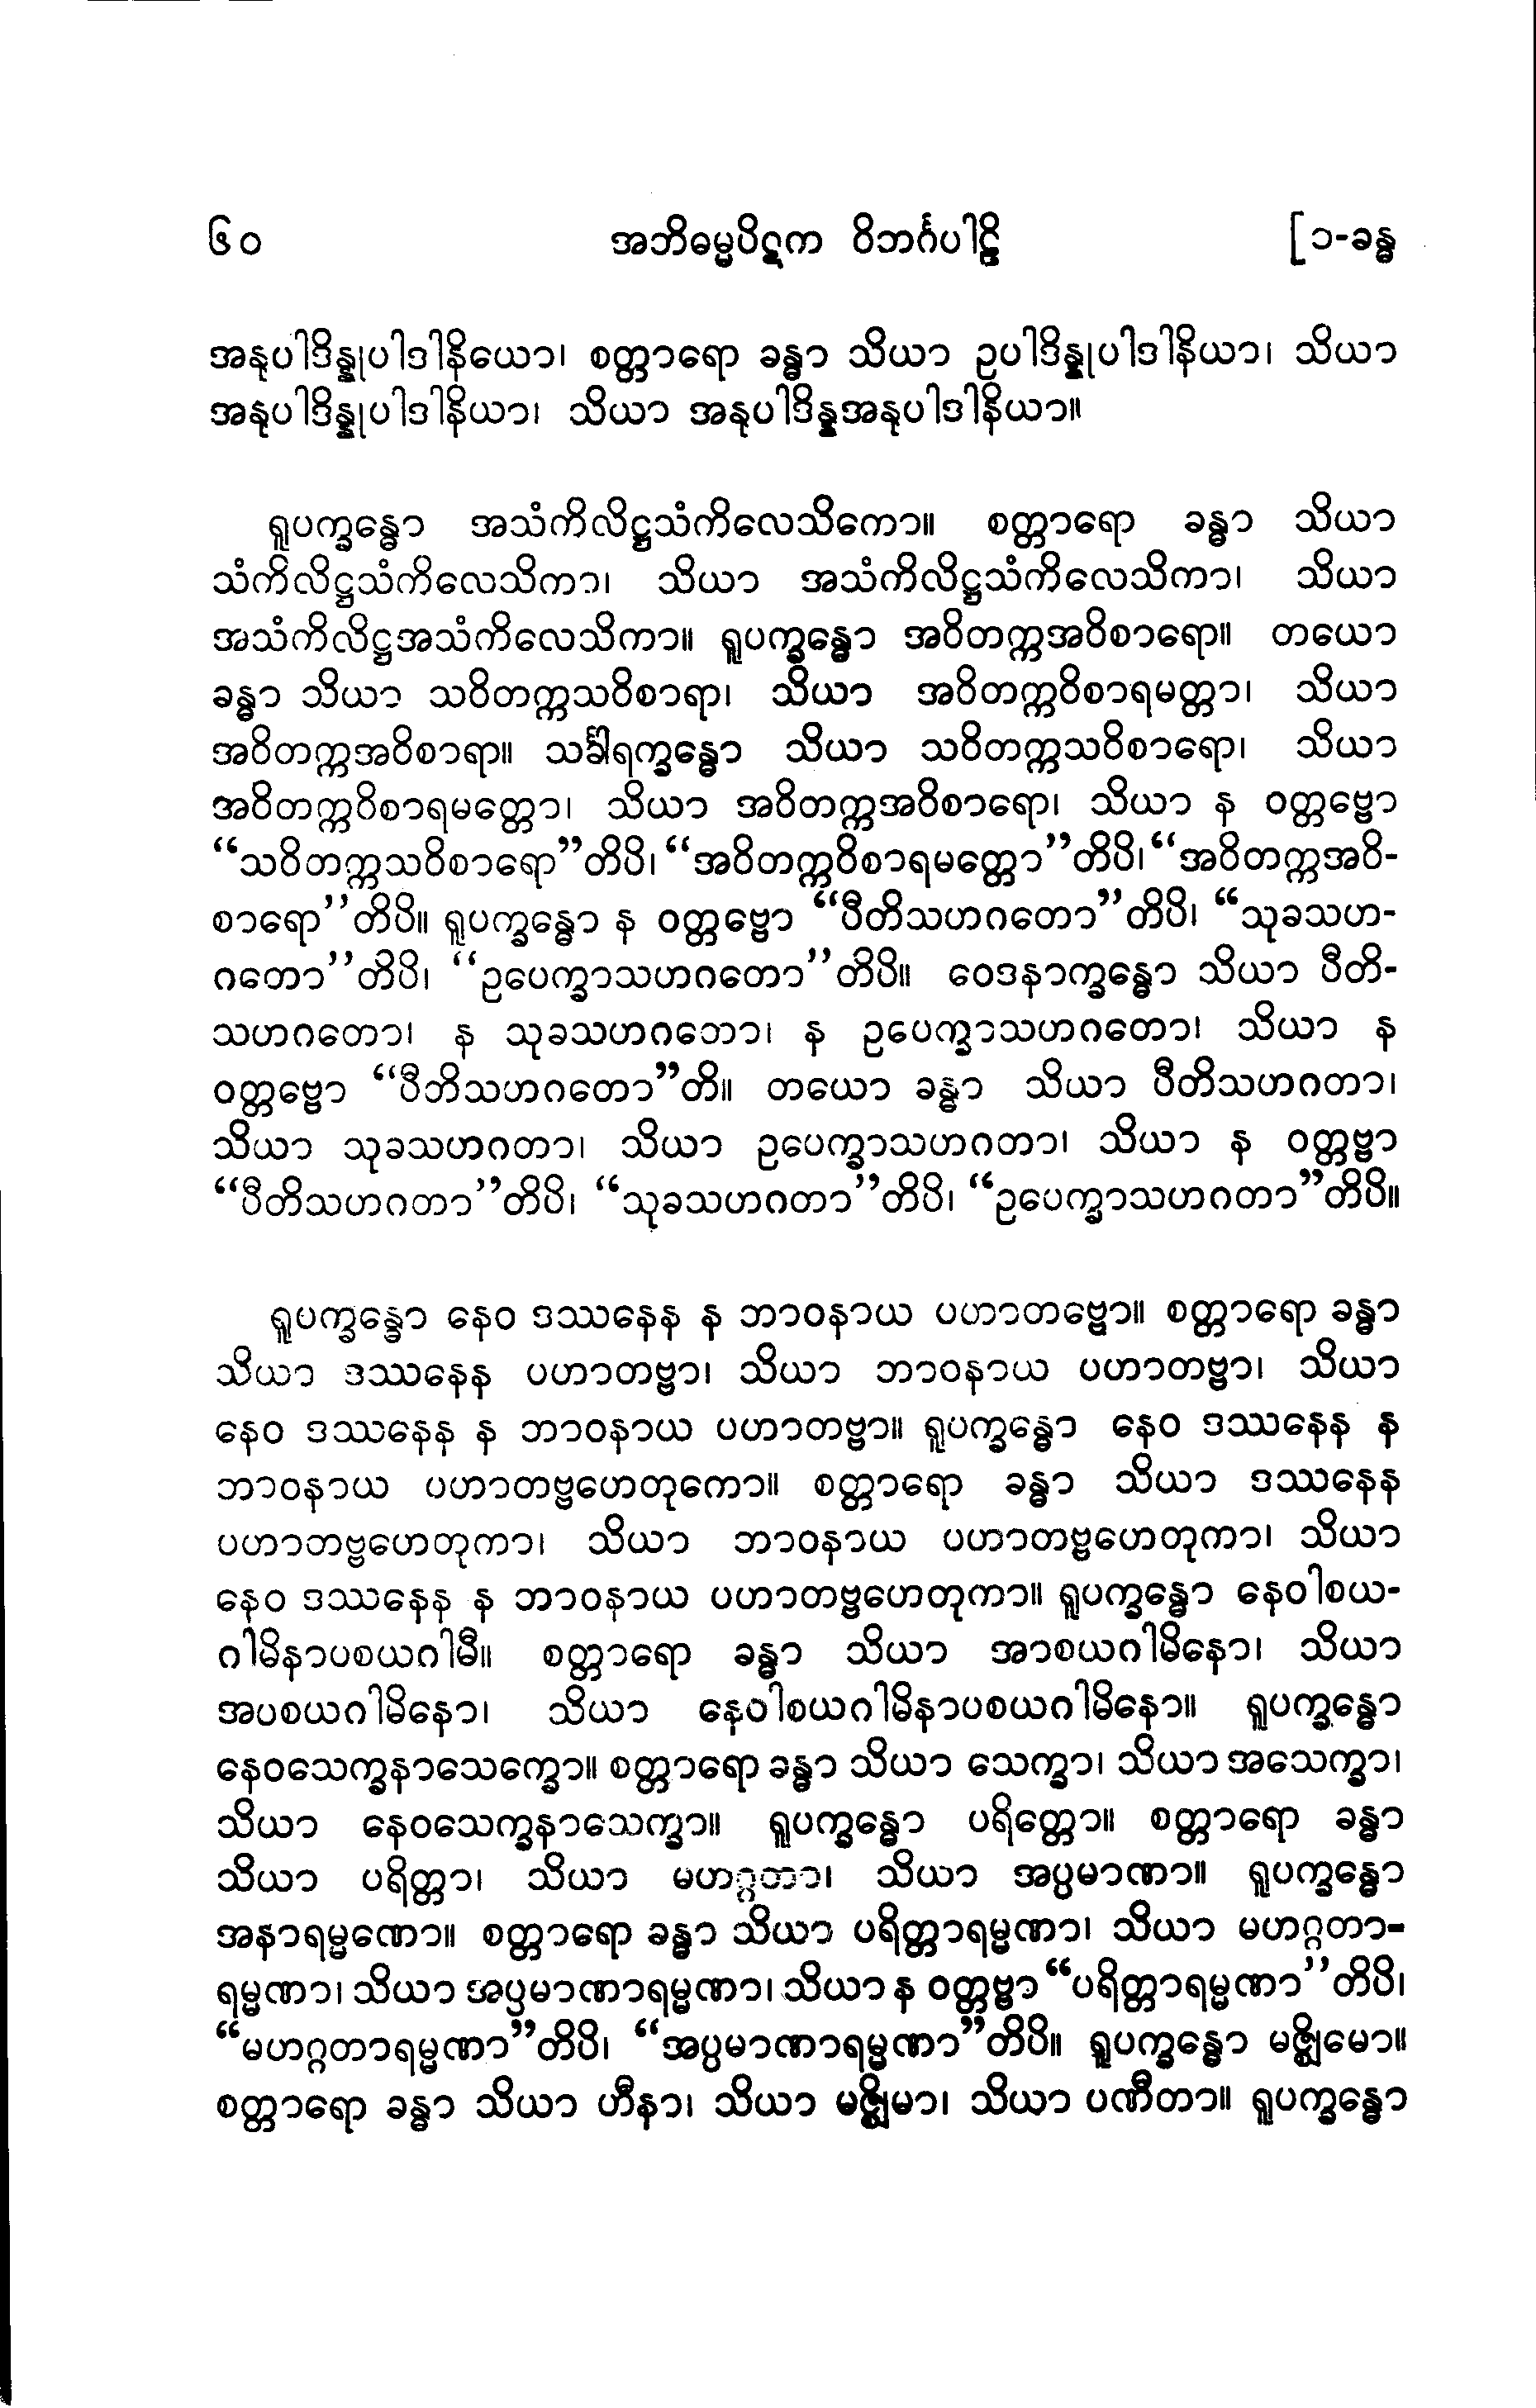 ၆၀ အဘိဓမ္မပိဋက ဝိဘင်္ဂပါဠိ [၁-ခန္ဓ
အနုပါဒိန္နုပါဒါနိယော၊ စတ္တာရော ခန္ဓာ သိယာ ဥပါဒိန္နုပါဒါနိယာ၊ သိယာ
အနုပါဒိန္နုပါဒါနိယာ၊ သိယာ အနုပါဒိန္နအနုပါဒါနိယာ။
ရူပက္ခန္ဓော အသံကိလိဋ္ဌသံကိလေသိကော။ စတ္တာရော ခန္ဓာ သိယာ
သံကိလိဋ္ဌသံကိလေသိကာ၊ သိယာ အသံကိလိဋ္ဌသံကိလေသိကာ၊ သိယာ
အသံကိလိဋ္ဌအသံကိလေသိကာ။ ရူပက္ခန္ဓော အဝိတက္ကအဝိစာရော။ တယော
ခန္ဓာ သိယာ သဝိတက္ကသဝိစာရာ၊ သိယာ အဝိတက္ကဝိစာရမတ္တာ၊ သိယာ
အဝိတက္ကအဝိစာရာ။ သင်္ခါရက္ခန္ဓော သိယာ သဝိတက္ကသဝိစာရော၊ သိယာ
အဝိတက္ကဝိစာရမတ္တော၊ သိယာ အဝိတက္ကအဝိစာရော၊ သိယာ န ဝတ္တဗ္ဗော
“သဝိတက္ကသဝိစာရော”တိပိ၊ “အဝိတက္ကဝိစာရမတ္တော”တိပိ၊ “အဝိတက္ကအဝိ-
စာရော”တိပိ။ ရူပက္ခန္ဓော န ဝတ္တဗ္ဗော “ပီတိသဟဂတော”တိပိ၊ “သုခသဟ-
ဂတော”တိပိ၊ “ဥပေက္ခာသဟဂတော”တိပိ။ ဝေဒနာက္ခန္ဓော သိယာ ပီတိ-
သဟဂတော၊ န သုခသဟဂတော၊ န ဥပေက္ခာသဟဂတော၊ သိယာ န
ဝတ္တဗ္ဗော “ပီတိသဟဂတော”တိ။ တယော ခန္ဓာ သိယာ ပီတိသဟဂတာ၊
သိယာ သုခသဟဂတာ၊ သိယာ ဥပေက္ခာသဟဂတာ၊ သိယာ န ဝတ္တဗ္ဗာ
“ပီတိသဟဂတာ”တိပိ၊ “သုခသဟဂတာ”တိပိ၊ “ဥပေက္ခာသဟဂတာ”တိပိ။
ရူပက္ခန္ဓော နေဝ ဒဿနေန န ဘာဝနာယ ပဟာတဗ္ဗော။ စတ္တာရော ခန္ဓာ
သိယာ ဒဿနေန ပဟာတဗ္ဗာ၊ သိယာ ဘာဝနာယ ပဟာတဗ္ဗာ၊ သိယာ
နေဝ ဒဿနေန န ဘာဝနာယ ပဟာတဗ္ဗာ။ ရူပက္ခန္ဓော နေဝ ဒဿနေန န
ဘာဝနာယ ပဟာတဗ္ဗဟေတုကော။ စတ္တာရော ခန္ဓာ သိယာ ဒဿနေန
ပဟာတဗ္ဗဟေတုကာ၊ သိယာ ဘာဝနာယ ပဟာတဗ္ဗဟေတုကာ၊ သိယာ
နေဝ ဒဿနေန န ဘာဝနာယ ပဟာတဗ္ဗဟေတုကာ။ ရူပက္ခန္ဓော နေဝါစယ-
ဂါမိနာပစယဂါမီ။ စတ္တာရော ခန္ဓာ သိယာ အာစယဂါမိနော၊ သိယာ
အပစယဂါမိနော၊ သိယာ နေဝါစယဂါမိနာပစယဂါမိနော။ ရူပက္ခန္ဓော
နေဝသေက္ခနာသေက္ခော။ စတ္တာရော ခန္ဓာ သိယာ သေက္ခာ၊ သိယာ အသေက္ခာ၊
သိယာ နေဝသေက္ခနာသေက္ခာ။ ရူပက္ခန္ဓော ပရိတ္တော။ စတ္တာရော ခန္ဓာ
သိယာ ပရိတ္တာ၊ သိယာ မဟဂ္ဂတာ၊ သိယာ အပ္ပမာဏာ။ ရူပက္ခန္ဓော
အနာရမ္မဏော။ စတ္တာရော ခန္ဓာ သိယာ ပရိတ္တာရမ္မဏာ၊ သိယာ မဟဂ္ဂတာ-
ရမ္မဏာ၊ သိယာ အပ္ပမာဏာရမ္မဏာ၊ သိယာ န ဝတ္တဗ္ဗာ “ပရိတ္တာရမ္မဏာ”တိပိ၊
“မဟဂ္ဂတာရမ္မဏာ”တိပိ၊ “အပ္ပမာဏာရမ္မဏာ”တိပိ။ ရူပက္ခန္ဓော မဇ္ဈိမော။
စတ္တာရော ခန္ဓာ သိယာ ဟီနာ၊ သိယာ မဇ္ဈိမာ၊ သိယာ ပဏီတာ။ ရူပက္ခန္ဓော